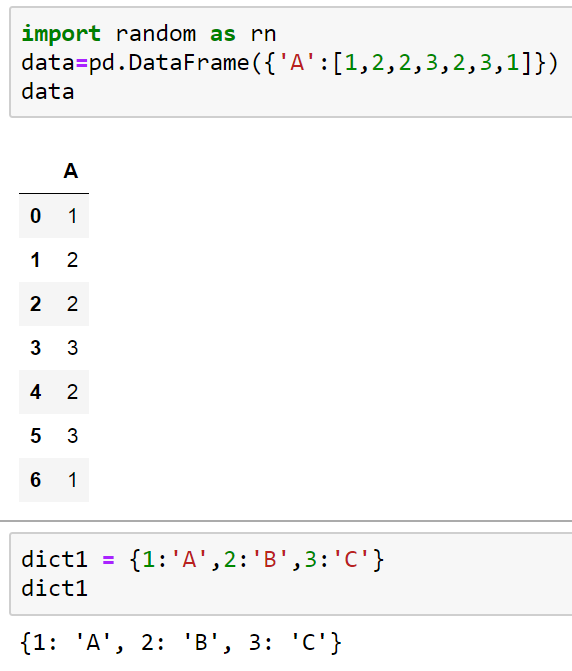 import random as rn
data=pd.DataFrame({'A':[1,2,2,3,2,3,1]})
data
A
0 1
1 2
2 2
3 3
4 2
5 3
6 1
dict1 = {1:'A',2:'B',3:'C'}
dict1
{1: 'A', 2: 'B', 3: 'C'}